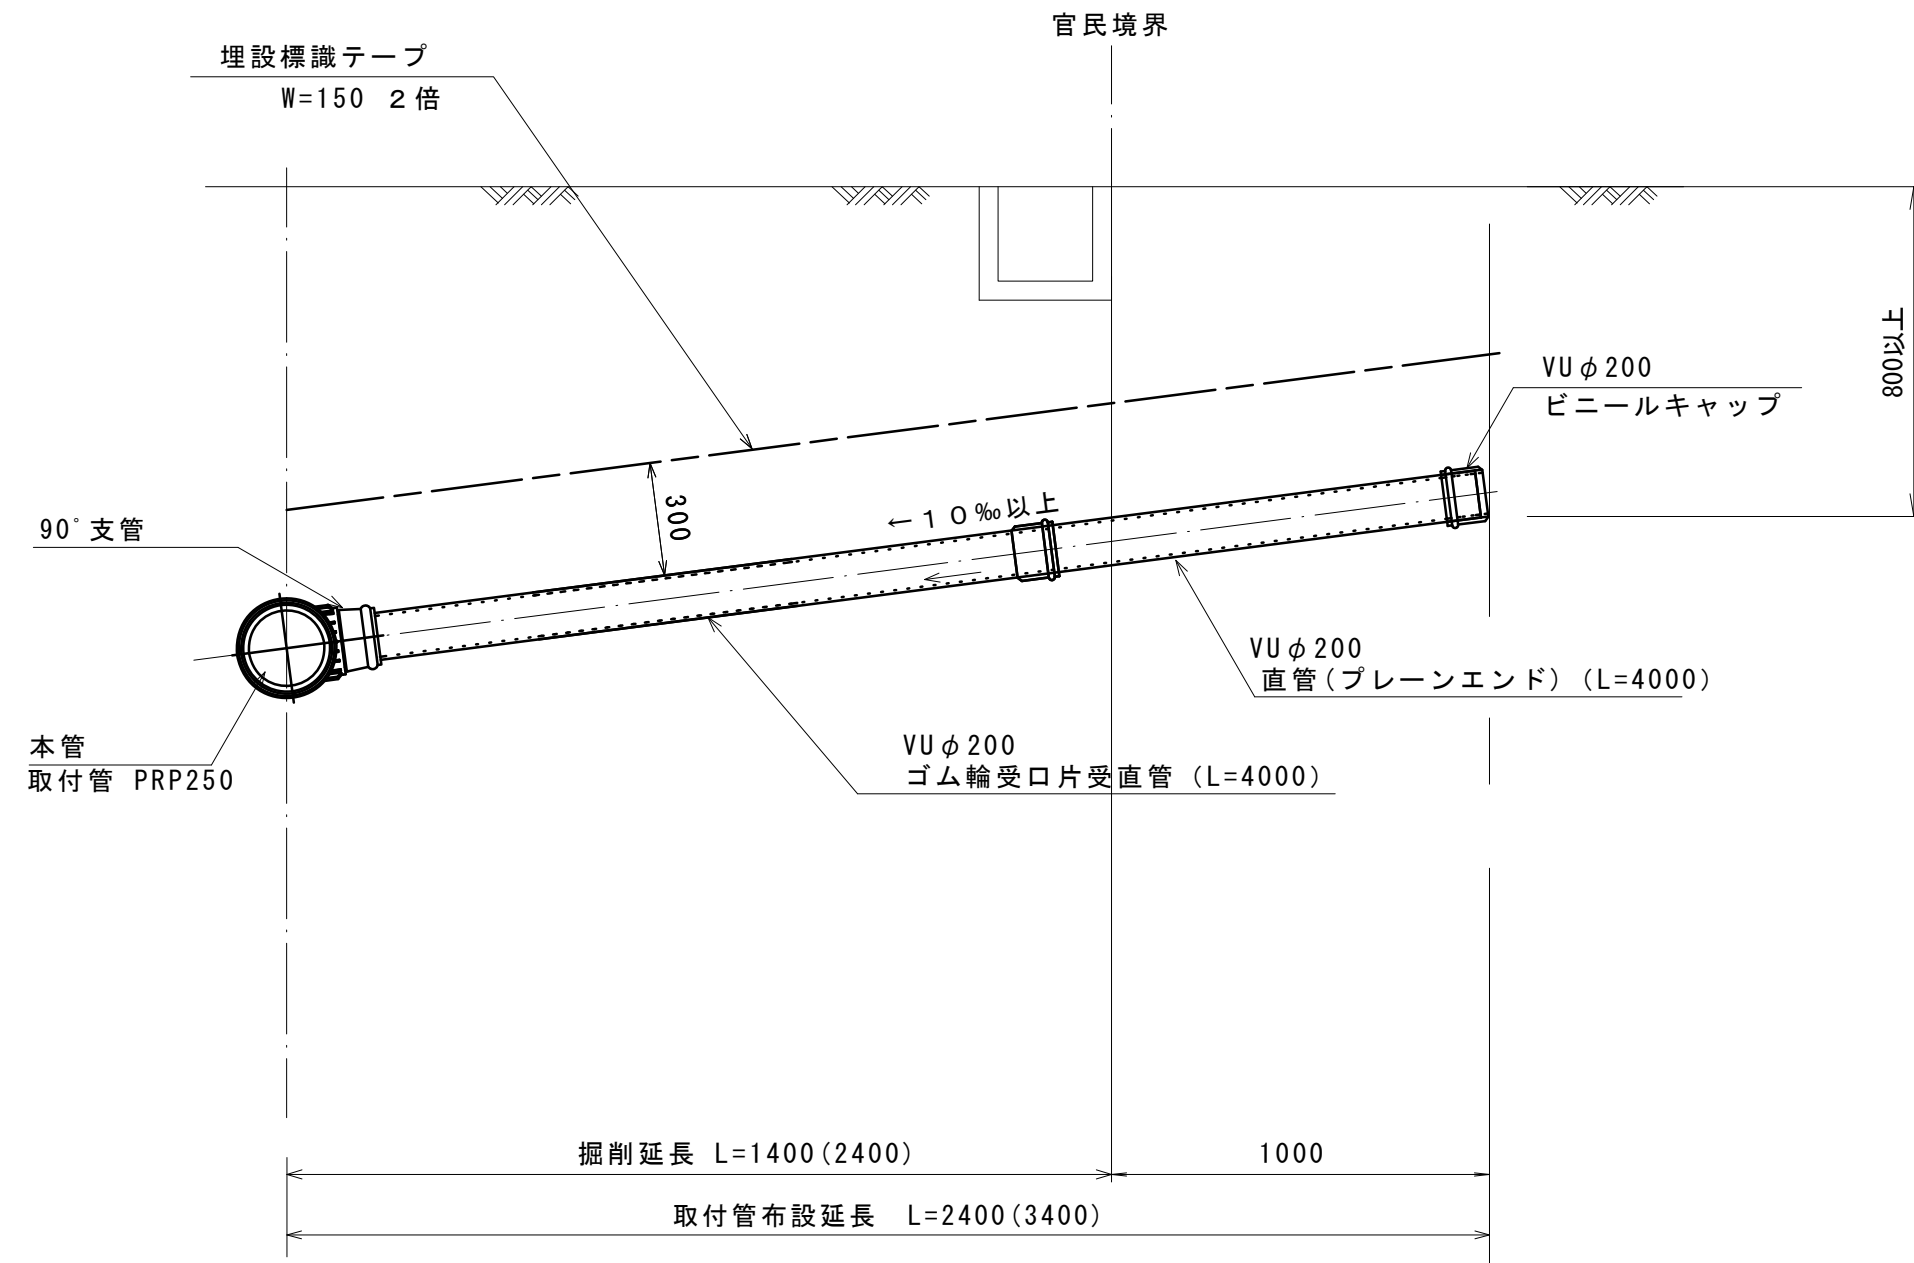 官民境界
埋設標識テープ
W=150 2倍
800以上
VUφ200
ビニールキャップ
300
←10‰以上
90°支管
VUφ200
直管(プレーンエンド) (L=4000)
本管
取付管 PRP250
VUφ200
ゴム輪受口片受直管 (L=4000)
掘削延長 L=1400(2400)
1000
取付管布設延長 L=2400(3400)